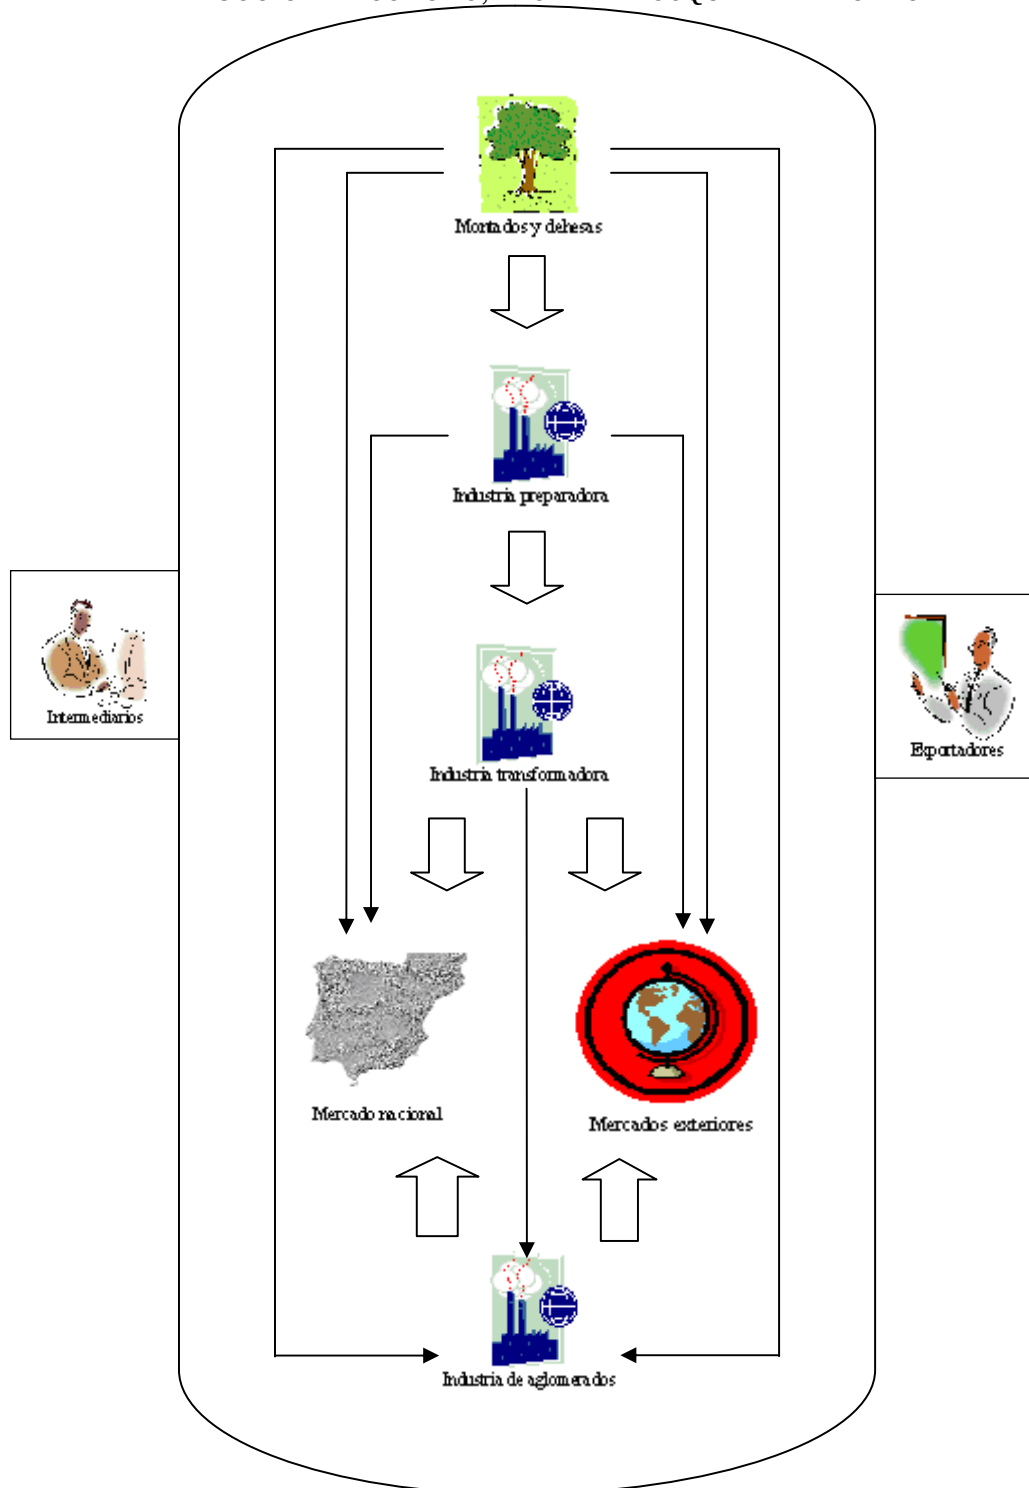 Montados y dehesas
Industria preparadora
Intermediarios
Exportadores
Industria transformadora
Mercado nacional
Mercados exteriores
Industria de aglomerados